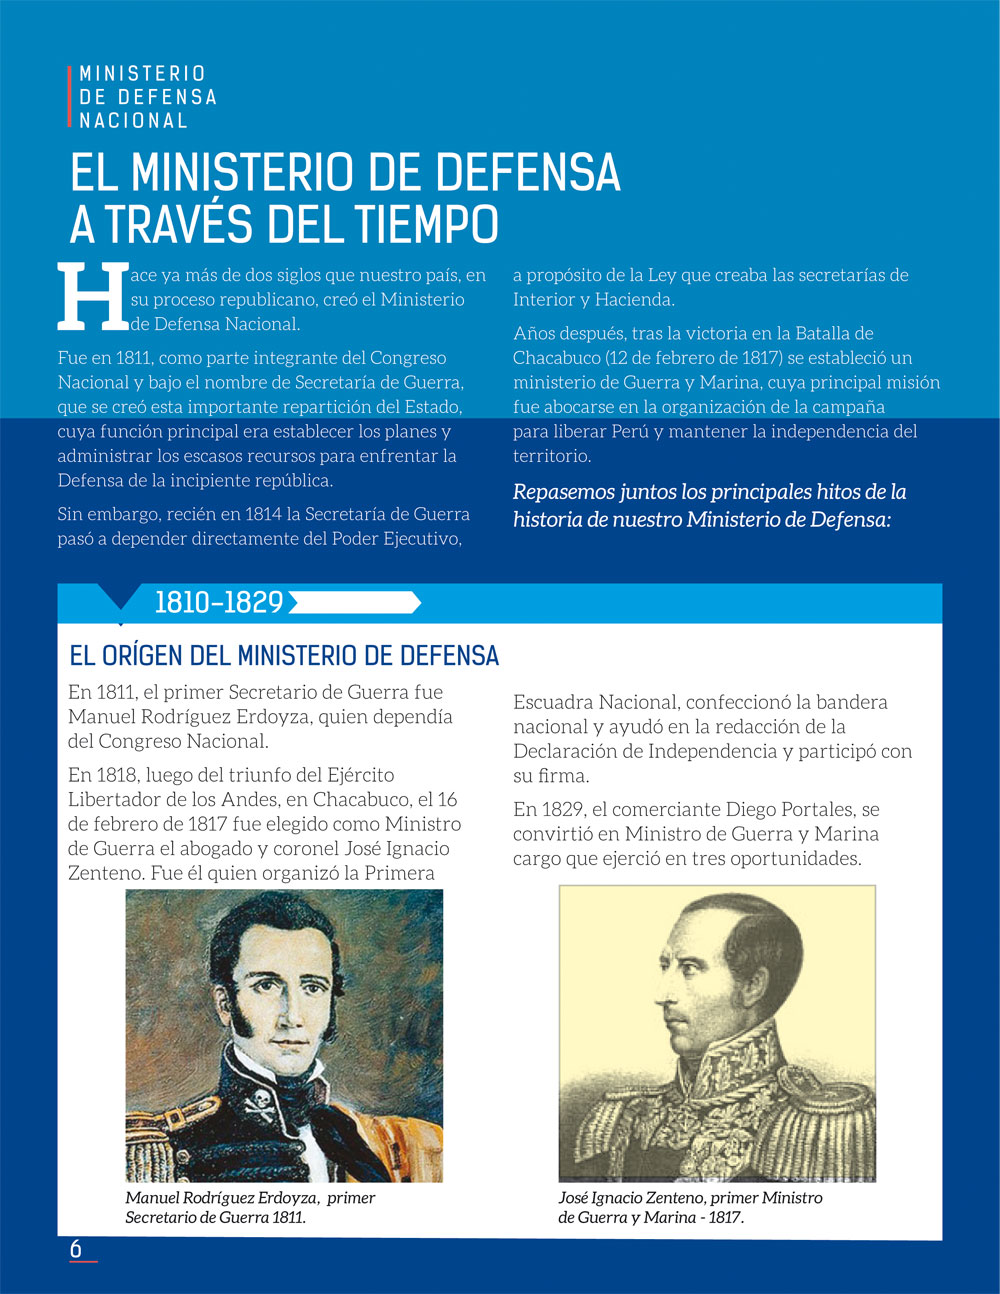 MINISTERIO
DE DEFENSA
NACIONAL
EL MINISTERIO DE DEFENSA
A TRAVÉS DEL TIEMPO
Hace ya más de dos siglos que nuestro país, en
su proceso republicano, creó el Ministerio
de Defensa Nacional.
Fue en 1811, como parte integrante del Congreso
Nacional y bajo el nombre de Secretaría de Guerra,
que se creó esta importante repartición del Estado,
cuya función principal era establecer los planes y
administrar los escasos recursos para enfrentar la
Defensa de la incipiente república.
Sin embargo, recién en 1814 la Secretaría de Guerra
pasó a depender directamente del Poder Ejecutivo,
a propósito de la Ley que creaba las secretarías de
Interior y Hacienda.
Años después, tras la victoria en la Batalla de
Chacabuco (12 de febrero de 1817) se estableció un
ministerio de Guerra y Marina, cuya principal misión
fue abocarse en la organización de la campaña
para liberar Perú y mantener la independencia del
territorio.
Repasemos juntos los principales hitos de la
historia de nuestro Ministerio de Defensa:
1810-1829
EL ORÍGEN DEL MINISTERIO DE DEFENSA
En 1811, el primer Secretario de Guerra fue
Manuel Rodríguez Erdoyza, quien dependía
del Congreso Nacional.
En 1818, luego del triunfo del Ejército
Libertador de los Andes, en Chacabuco, el 16
de febrero de 1817 fue elegido como Ministro
de Guerra el abogado y coronel José Ignacio
Zenteno. Fue él quien organizó la Primera
Escuadra Nacional, confeccionó la bandera
nacional y ayudó en la redacción de la
Declaración de Independencia y participó con
su firma.
En 1829, el comerciante Diego Portales, se
convirtió en Ministro de Guerra y Marina
cargo que ejerció en tres oportunidades.
Manuel Rodríguez Erdoyza, primer
Secretario de Guerra 1811.
José Ignacio Zenteno, primer Ministro
de Guerra y Marina - 1817.
6